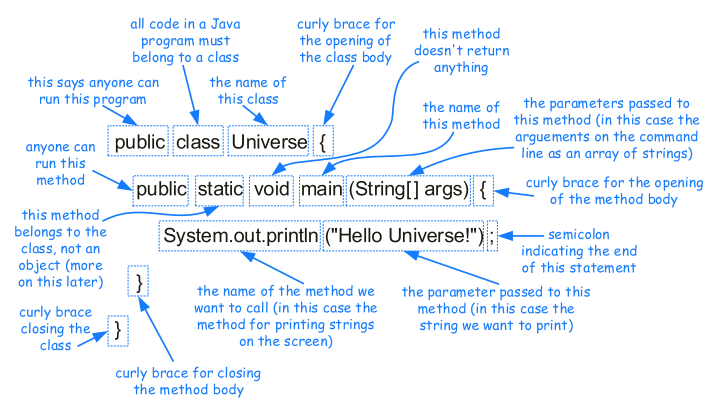 all code in a Java
program must
belong to a class
curly brace for
the opening of
the class body
this method
doesn't return
anything
this says anyone can
run this program
the name of
this class
the name of
this method
the parameters passed to
this method (in this case the
arguements on the command
line as an array of strings)
public class Universe {
anyone can
run this
method
public static void main (String[] args) {
curly brace for the opening
of the method body
this method
belongs to the
class, not an
object (more
on this later)
System.out.println ("Hello Universe!") ;
semicolon
indicating the end
of this statement
}
the name of the method we
want to call (in this case the
method for printing strings
on the screen)
the parameter passed to this
method (in this case the
string we want to print)
curly brace
closing the
class
}
curly brace for closing
the method body